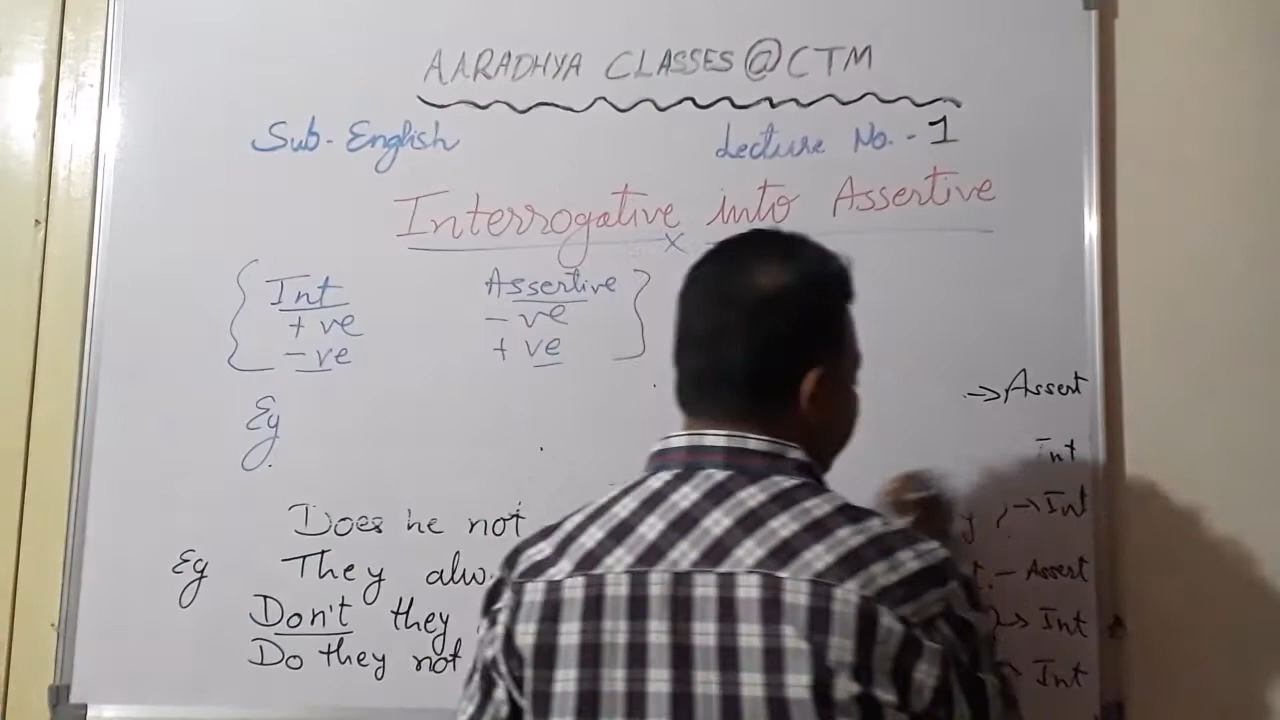 AARADHYA CLASSES @ CTM
Sub- English Lecture No. - 1
Interrogative into Assertive
x
Int Assertive
+ ve - ve
- ve + ve
Eg
→ Assert
Int
Does he not y ? → Int
Eg They t. - Assert
Don't they → Int
Do they not Int